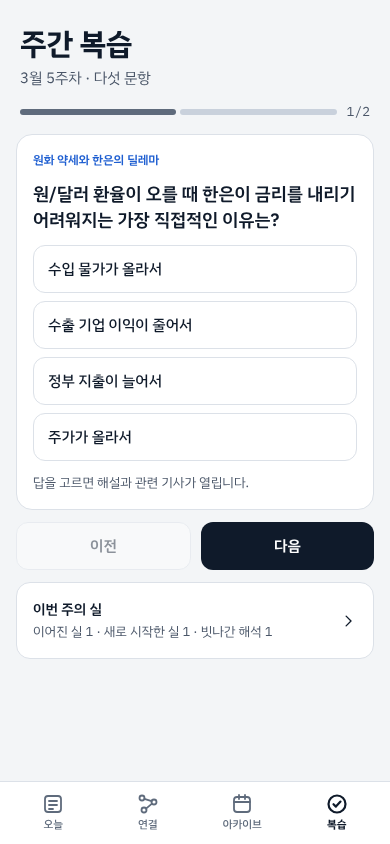 주간 복습
3월 5주차 · 다섯 문항
1/2
원화 약세와 한은의 딜레마
원/달러 환율이 오를 때 한은이 금리를 내리기
어려워지는 가장 직접적인 이유는?
수입 물가가 올라서
수출 기업 이익이 줄어서
정부 지출이 늘어서
주가가 올라서
답을 고르면 해설과 관련 기사가 열립니다.
이전
다음
이번 주의 실
이어진 실 1 · 새로 시작한 실 1 · 빗나간 해석 1
오늘
연결
아카이브
복습